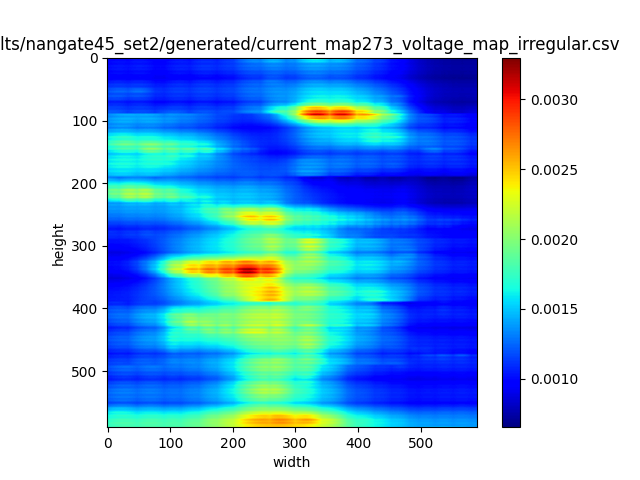 lts/nangate45_set2/generated/current_map273_voltage_map_irregular.csv
0
100
200
300
400
500
height
0 100 200 300 400 500
width
0.0030
0.0025
0.0020
0.0015
0.0010